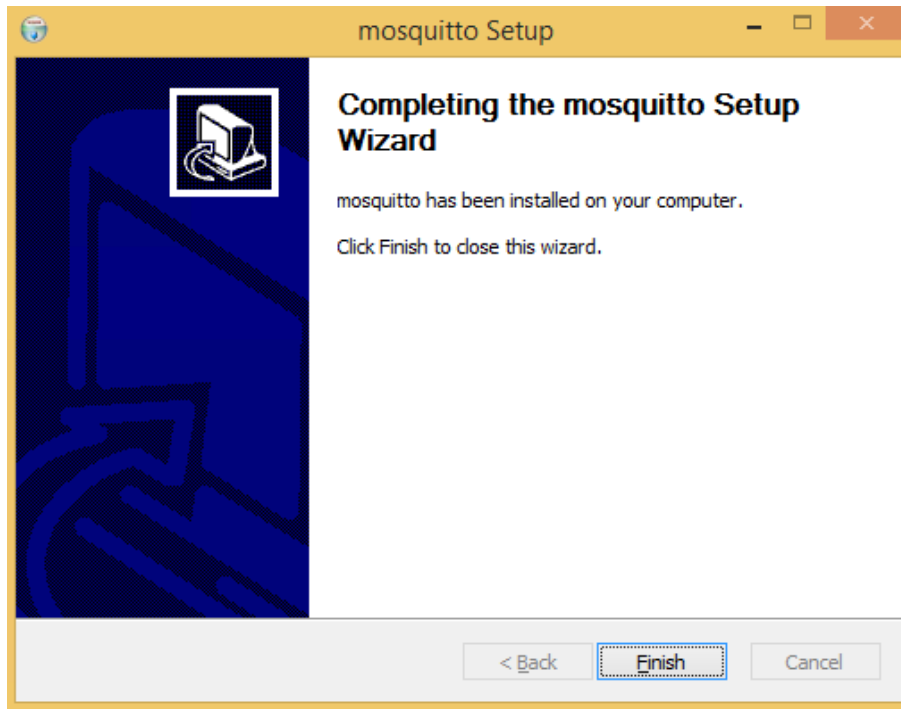 mosquitto Setup
Completing the mosquitto Setup
Wizard
mosquitto has been installed on your computer.
Click Finish to close this wizard.
< Back
Finish
Cancel